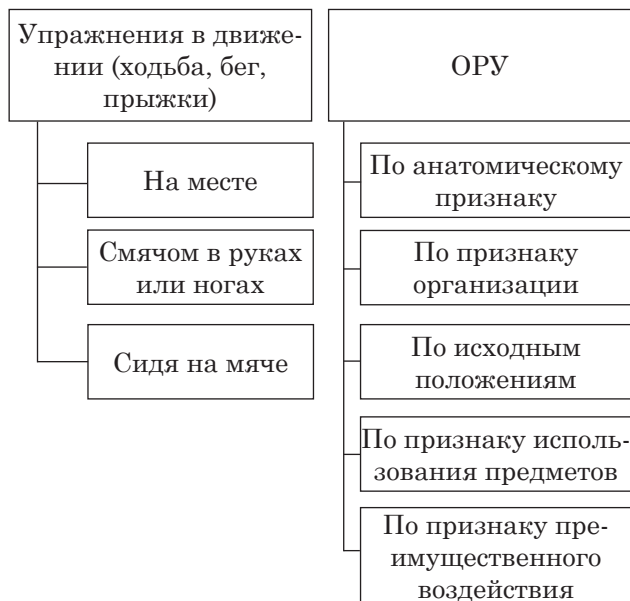 Упражнения в движе-
нии (ходьба, бег,
прыжки)
На месте
Смячом в руках
или ногах
Сидя на мяче
ОРУ
По анатомическому
признаку
По признаку
организации
По исходным
положениям
По признаку исполь-
зования предметов
По признаку пре-
имущественного
воздействия